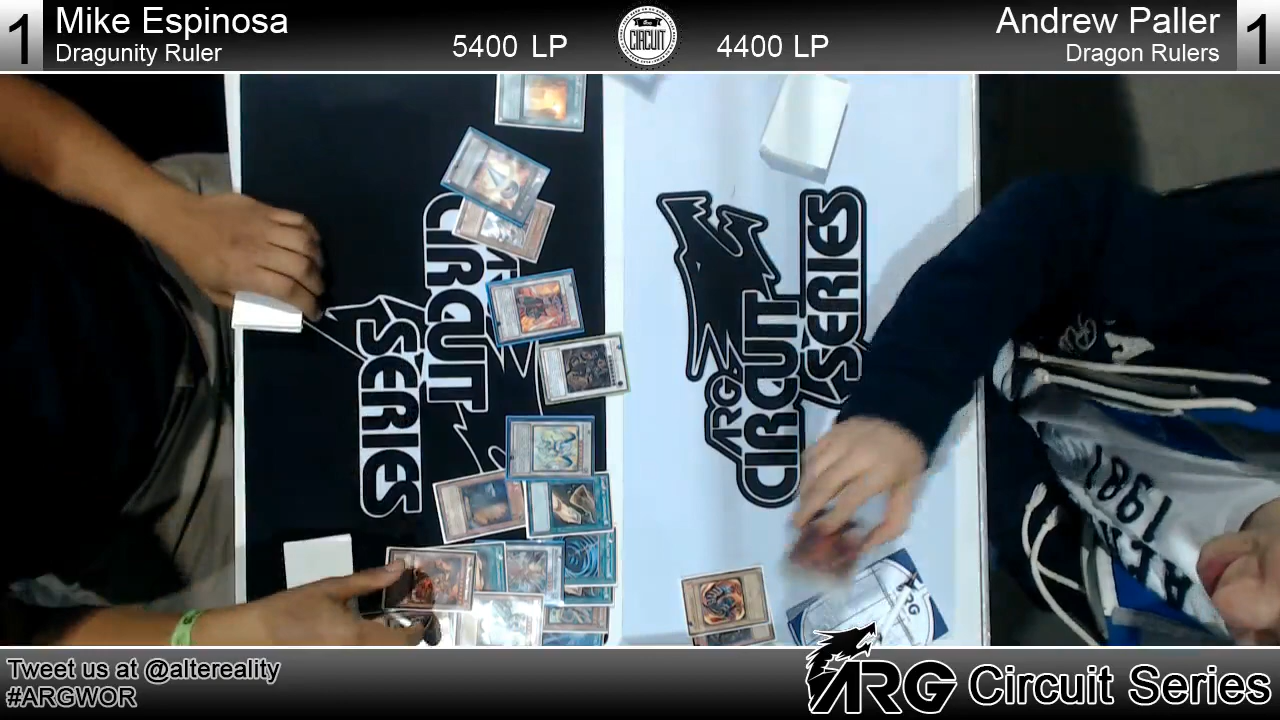 1
Mike Espinosa
Dragunity Ruler
5400 LP
CIRCUIT
4400 LP
Andrew Paller
Dragon Rulers
1
CIRCUIT
SERIES
ARG
CIRCUIT
SERIES
ARG
1981
Tweet us at @altereality
#ARGWOR
ARG Circuit Series